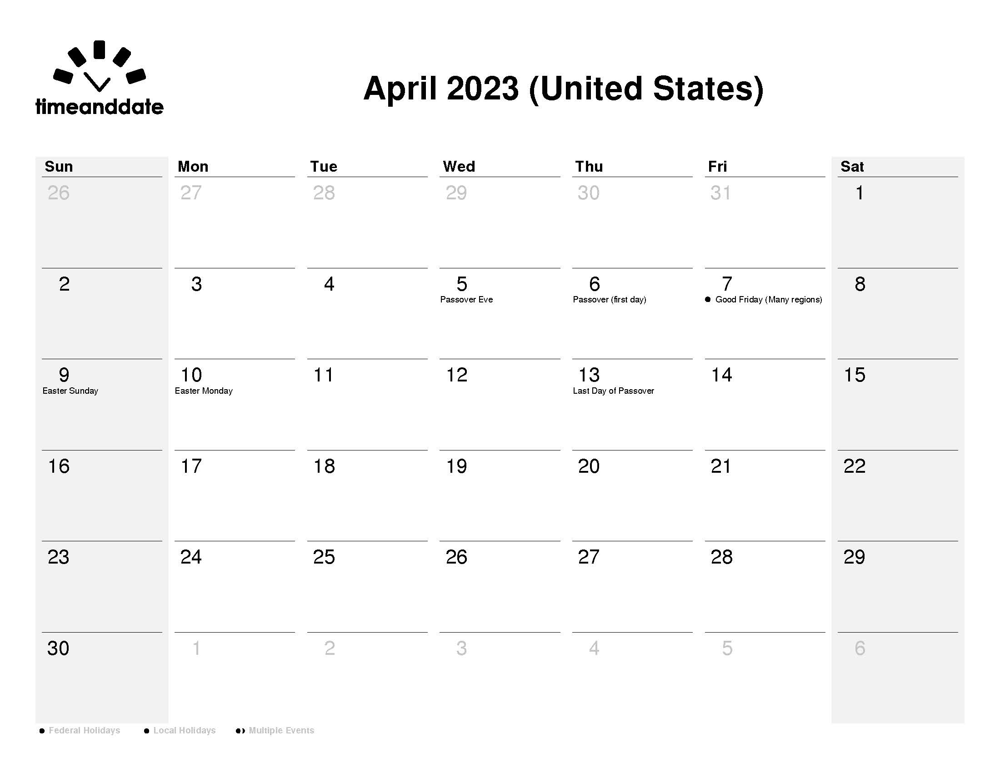 timeanddate
April 2023 (United States)
Sun Mon Tue Wed Thu Fri Sat
26 27 28 29 30 31 1
2 3 4 5 6 7 8
Passover Eve Passover (first day) Good Friday (Many regions)
9 10 11 12 13 14 15
Easter Sunday Easter Monday Last Day of Passover
16 17 18 19 20 21 22
23 24 25 26 27 28 29
30 1 2 3 4 5 6
Federal Holidays Local Holidays Multiple Events